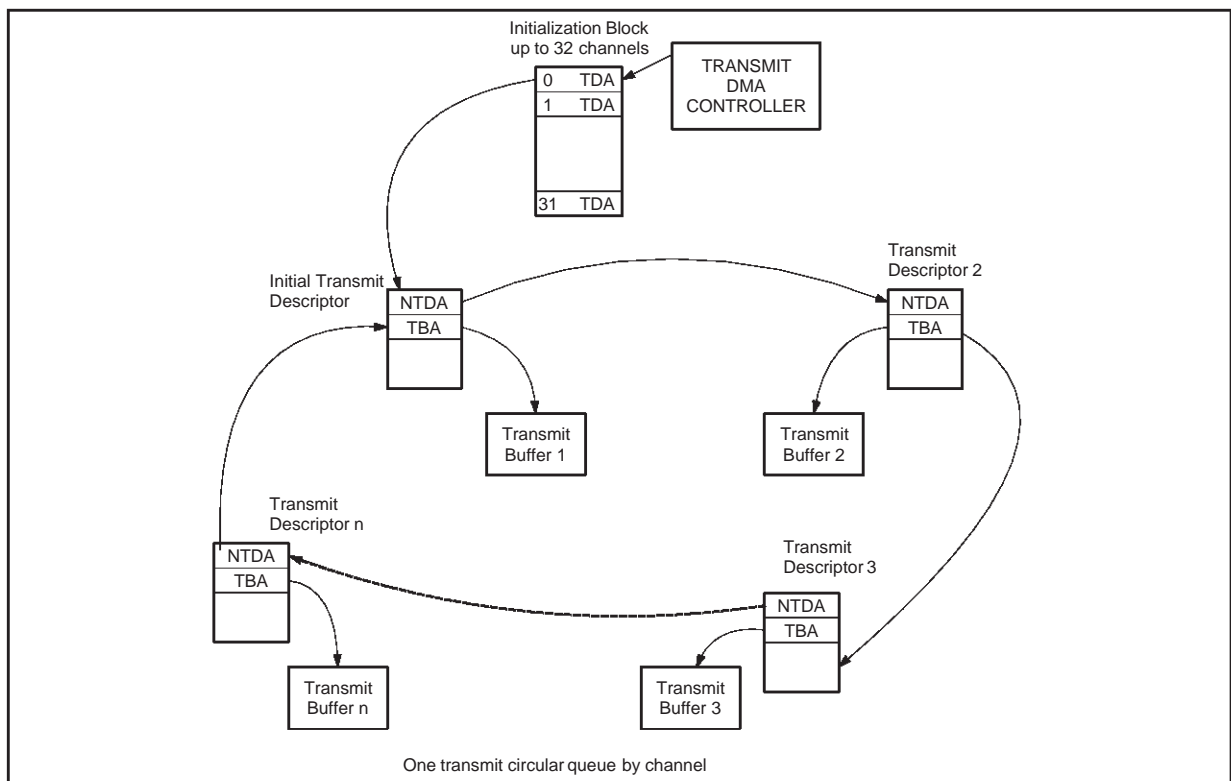 Initialization Block
up to 32 channels
TRANSMIT
DMA
CONTROLLER
0 TDA
1 TDA
31 TDA
Initial Transmit
Descriptor
NTDA
TBA
Transmit
Descriptor 2
NTDA
TBA
Transmit
Buffer 1
Transmit
Buffer 2
Transmit
Descriptor n
NTDA
TBA
Transmit
Descriptor 3
NTDA
TBA
Transmit
Buffer n
Transmit
Buffer 3
One transmit circular queue by channel